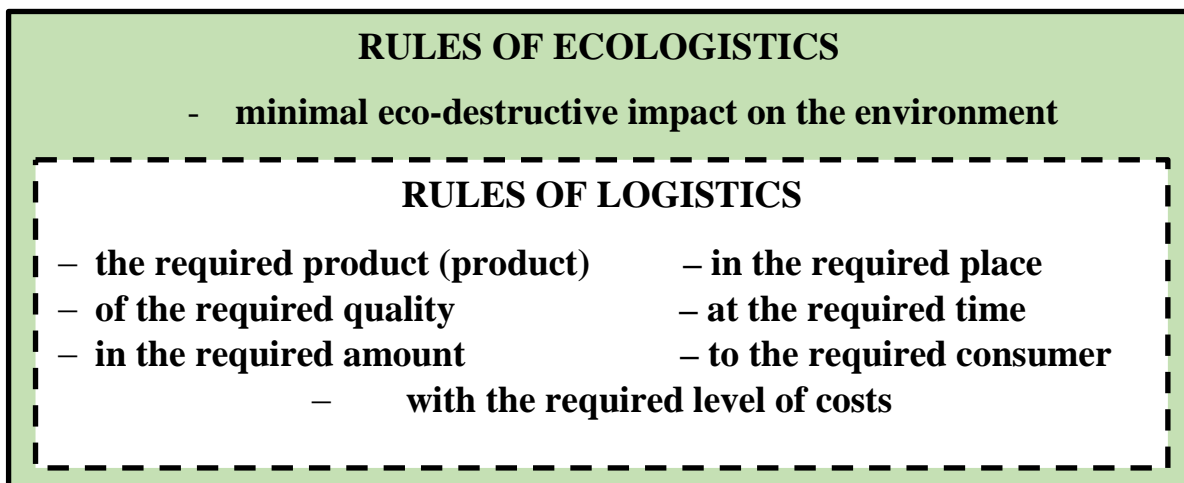 RULES OF ECOLOGISTICS
- minimal eco-destructive impact on the environment
RULES OF LOGISTICS
– the required product (product) – in the required place
– of the required quality – at the required time
– in the required amount – to the required consumer
– with the required level of costs